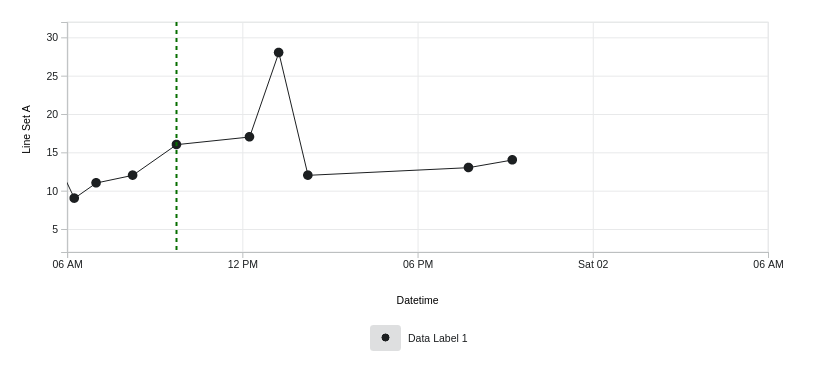 Line Set A
30
25
20
15
10
5
06 AM
12 PM
06 PM
Sat 02
06 AM
Datetime
Data Label 1